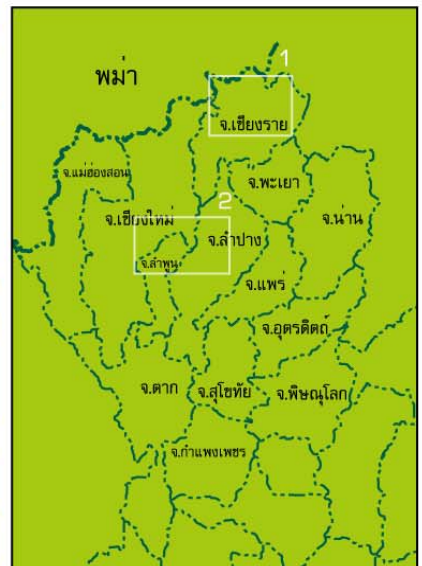 1
พม่า
จ.เชียงราย
จ.แม่ฮ่องสอน
จ.พะเยา
2
จ.เชียงใหม่
จ.น่าน
จ.ลำปาง
จ.ลำพูน
จ.แพร่
จ.อุตรดิตถ์
จ.ตาก
จ.สุโขทัย
จ.พิษณุโลก
จ.กำแพงเพชร